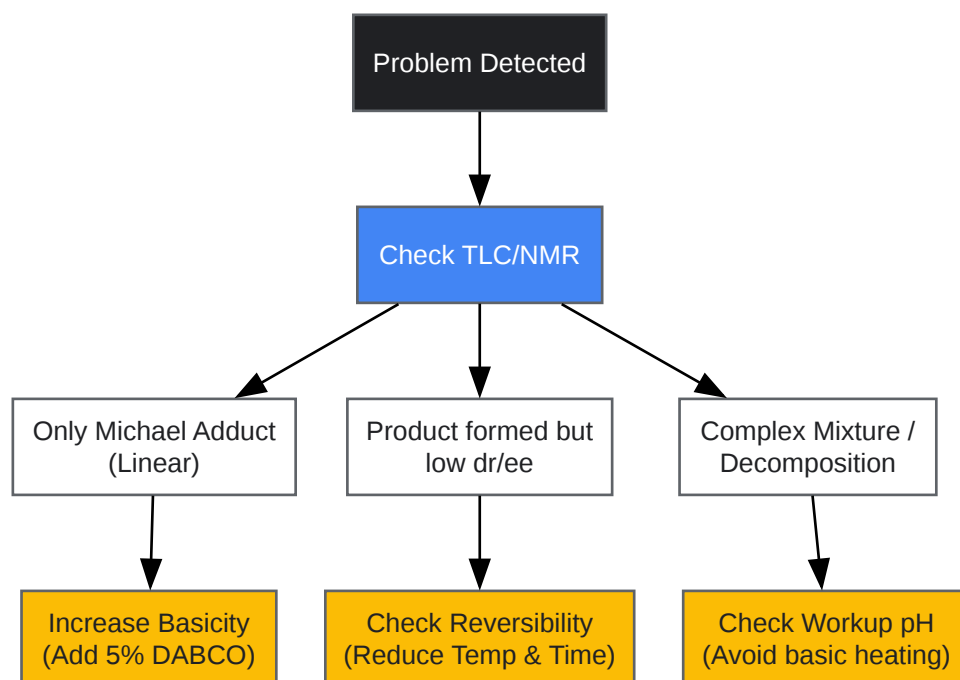 Problem Detected
Check TLC/NMR
Only Michael Adduct
(Linear)
Product formed but
low dr/ee
Complex Mixture /
Decomposition
Increase Basicity
(Add 5% DABCO)
Check Reversibility
(Reduce Temp & Time)
Check Workup pH
(Avoid basic heating)